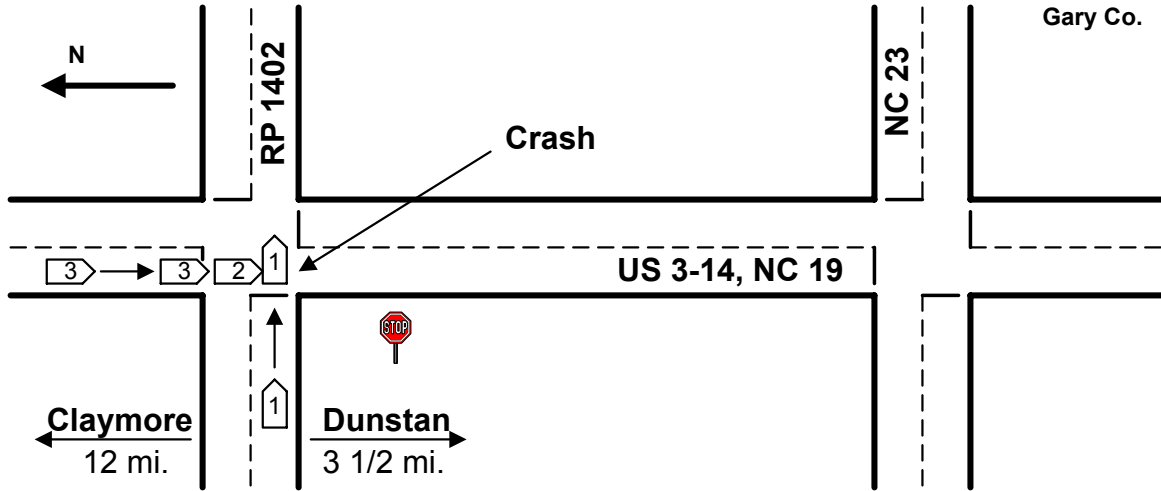 Gary Co.
N
RP 1402
NC 23
Crash
3
3
2
1
US 3-14, NC 19
STOP
1
Claymore
12 mi.
Dunstan
3 1/2 mi.